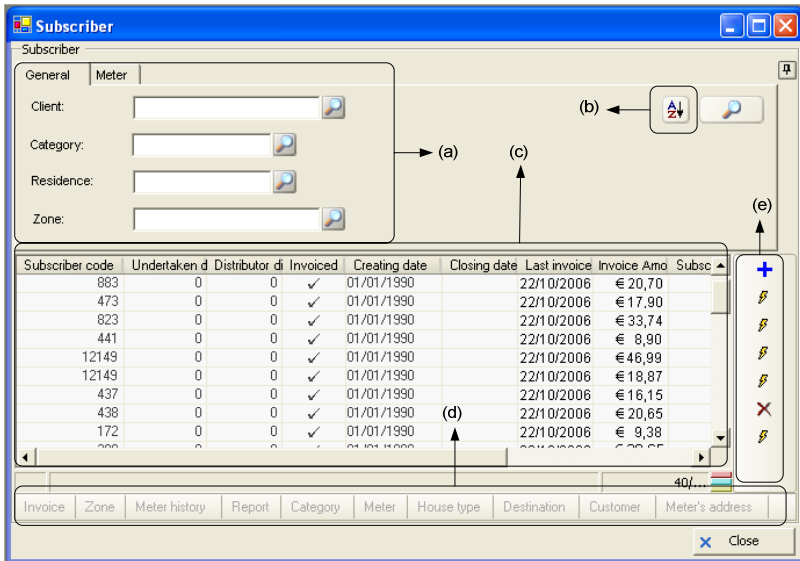 Subscriber
Subscriber
General Meter
Client:
(b)
Category:
(a)
(c)
Residence:
Zone:
(e)
Subscriber code Undertaken d Distributor di Invoiced Creating date Closing date Last invoice Invoice Amo Subsc
883 0 0 ✓ 01/01/1990 22/10/2006 € 20,70
473 0 0 ✓ 01/01/1990 22/10/2006 € 17,90
823 0 0 ✓ 01/01/1990 22/10/2006 € 33,74
441 0 0 ✓ 01/01/1990 22/10/2006 € 8,90
12149 0 0 ✓ 01/01/1990 22/10/2006 € 46,99
12149 0 0 ✓ 01/01/1990 22/10/2006 € 18,87
437 0 0 ✓ 01/01/1990 22/10/2006 € 16,15
438 0 0 ✓ 01/01/1990 22/10/2006 € 20,65
172 0 0 ✓ 01/01/1990 22/10/2006 € 9,38
(d)
40/...
Invoice Zone Meter history Report Category Meter House type Destination Customer Meter's address
Close